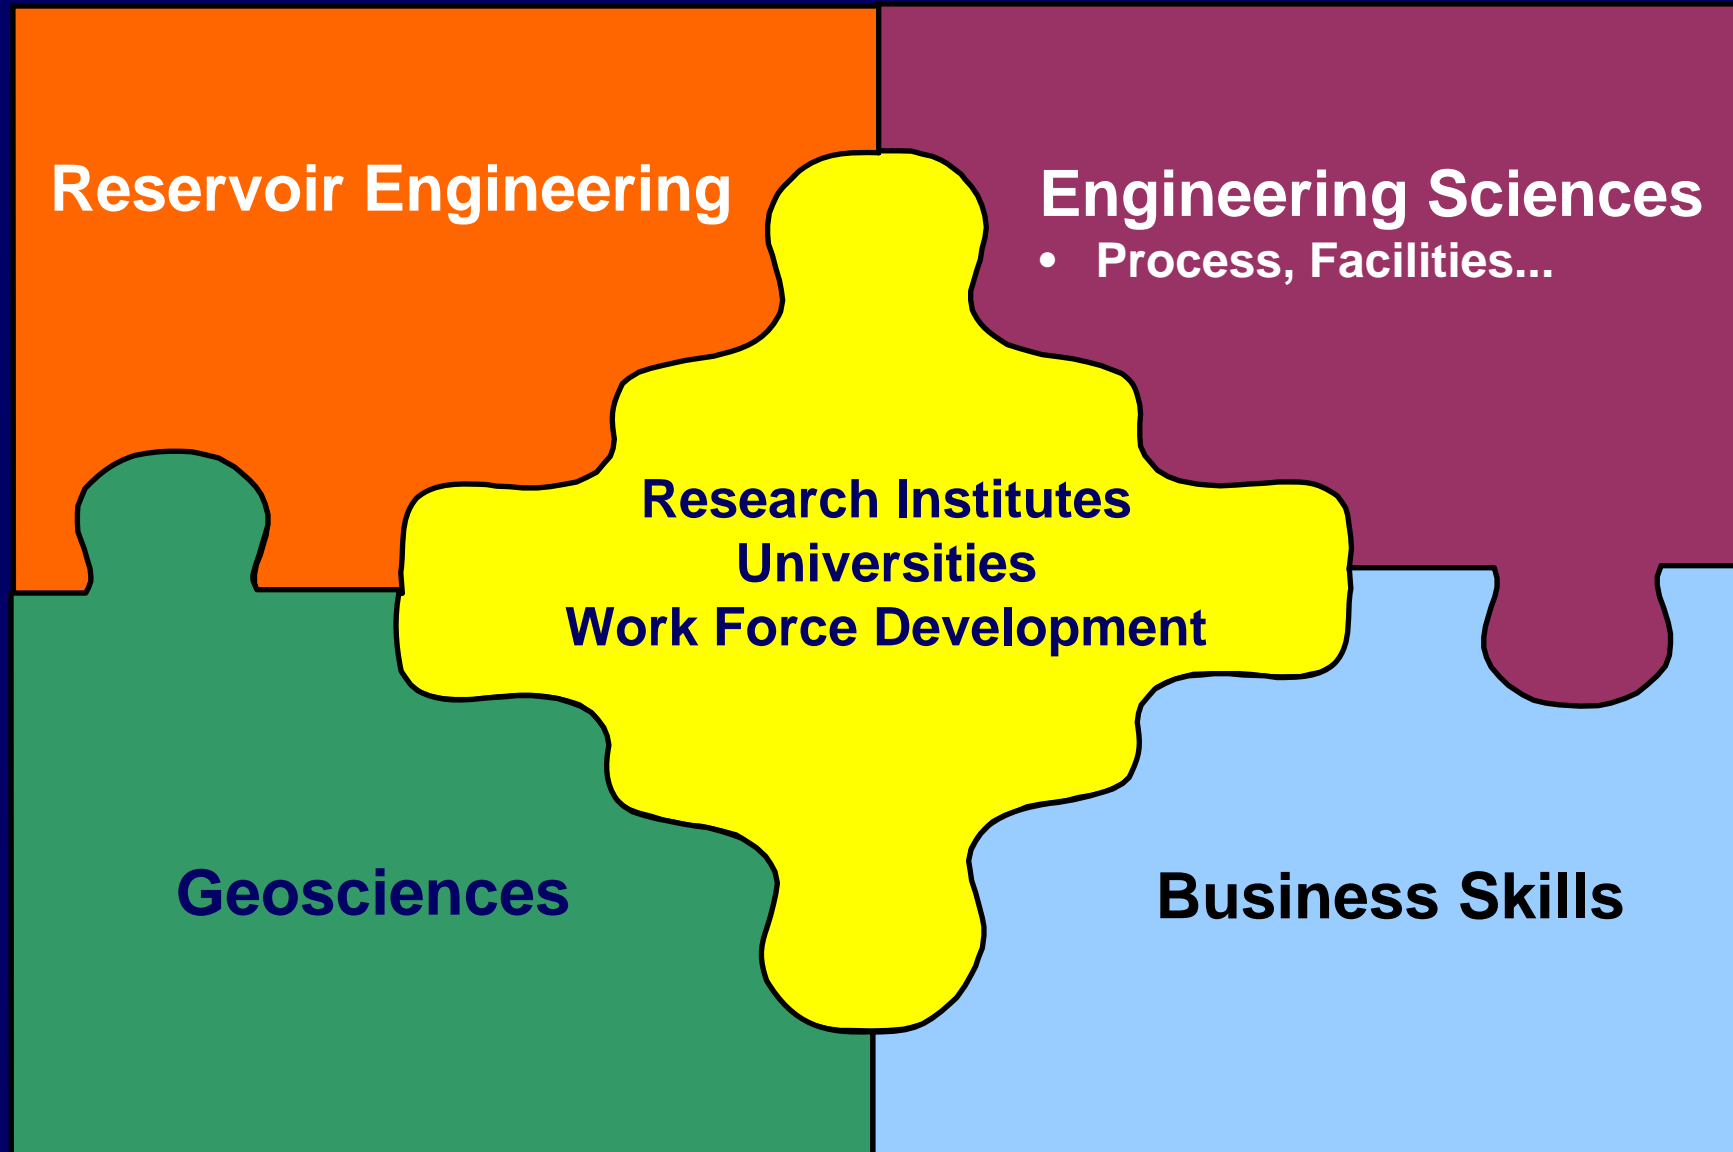 Reservoir Engineering
Engineering Sciences
• Process, Facilities...
Research Institutes
Universities
Work Force Development
Geosciences
Business Skills